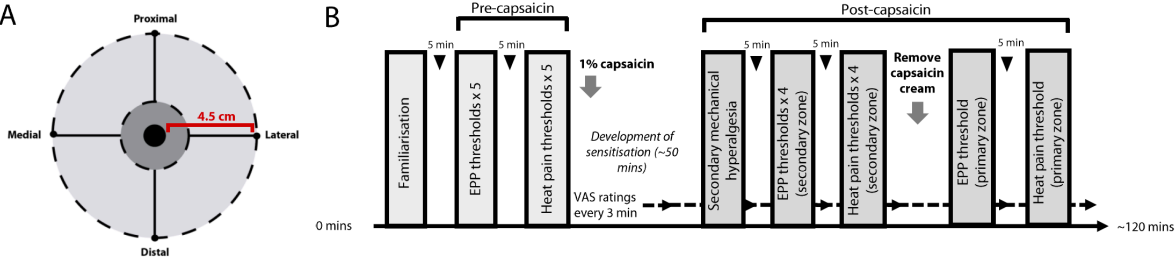 A
Proximal
Medial
4.5 cm
Lateral
Distal
B
Pre-capsaicin
Post-capsaicin
5 min
5 min
5 min
5 min
5 min
Familiarisation
EPP thresholds x 5
Heat pain thresholds x 5
1% capsaicin
Development of
sensitisation (~50
mins)
VAS ratings
every 3 min
Secondary mechanical
hyperalgesia
EPP thresholds x 4
(secondary zone)
Heat pain thresholds x 4
(secondary zone)
Remove
capsaicin
cream
EPP threshold
(primary zone)
Heat pain threshold
(primary zone)
0 mins
~120 mins